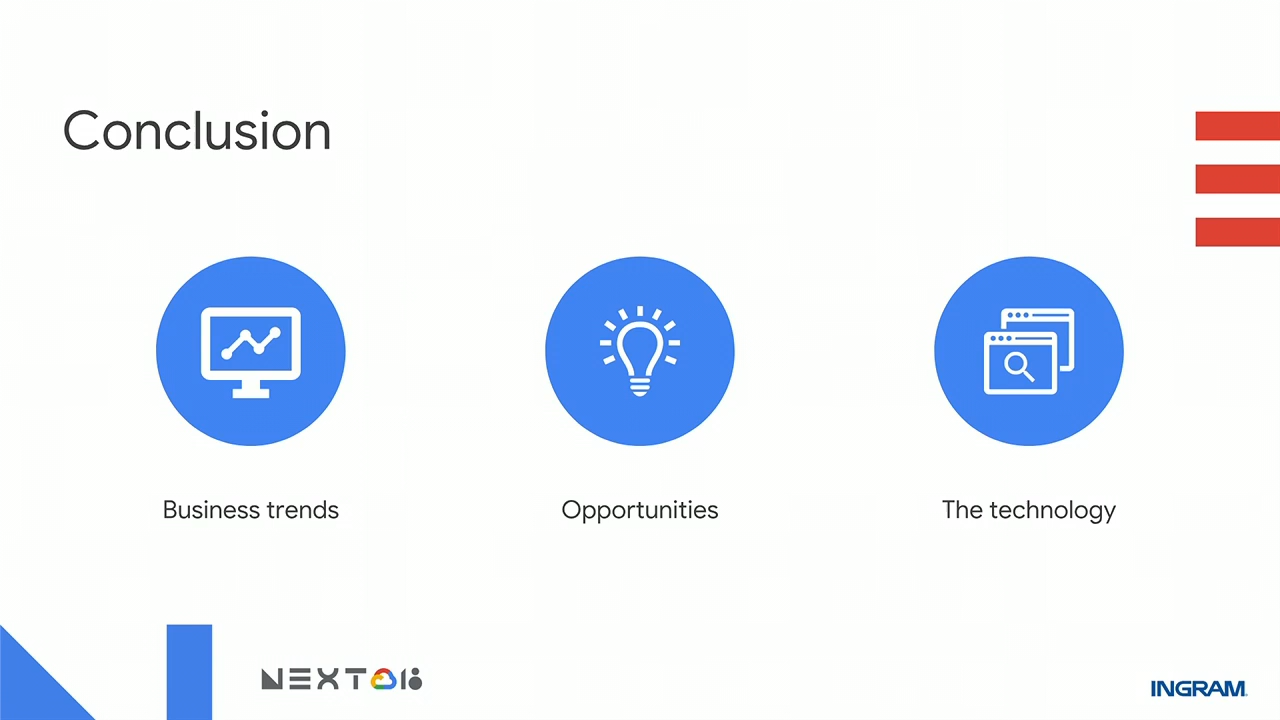 Conclusion
Business trends
Opportunities
The technology
NEXT 18
INGRAM